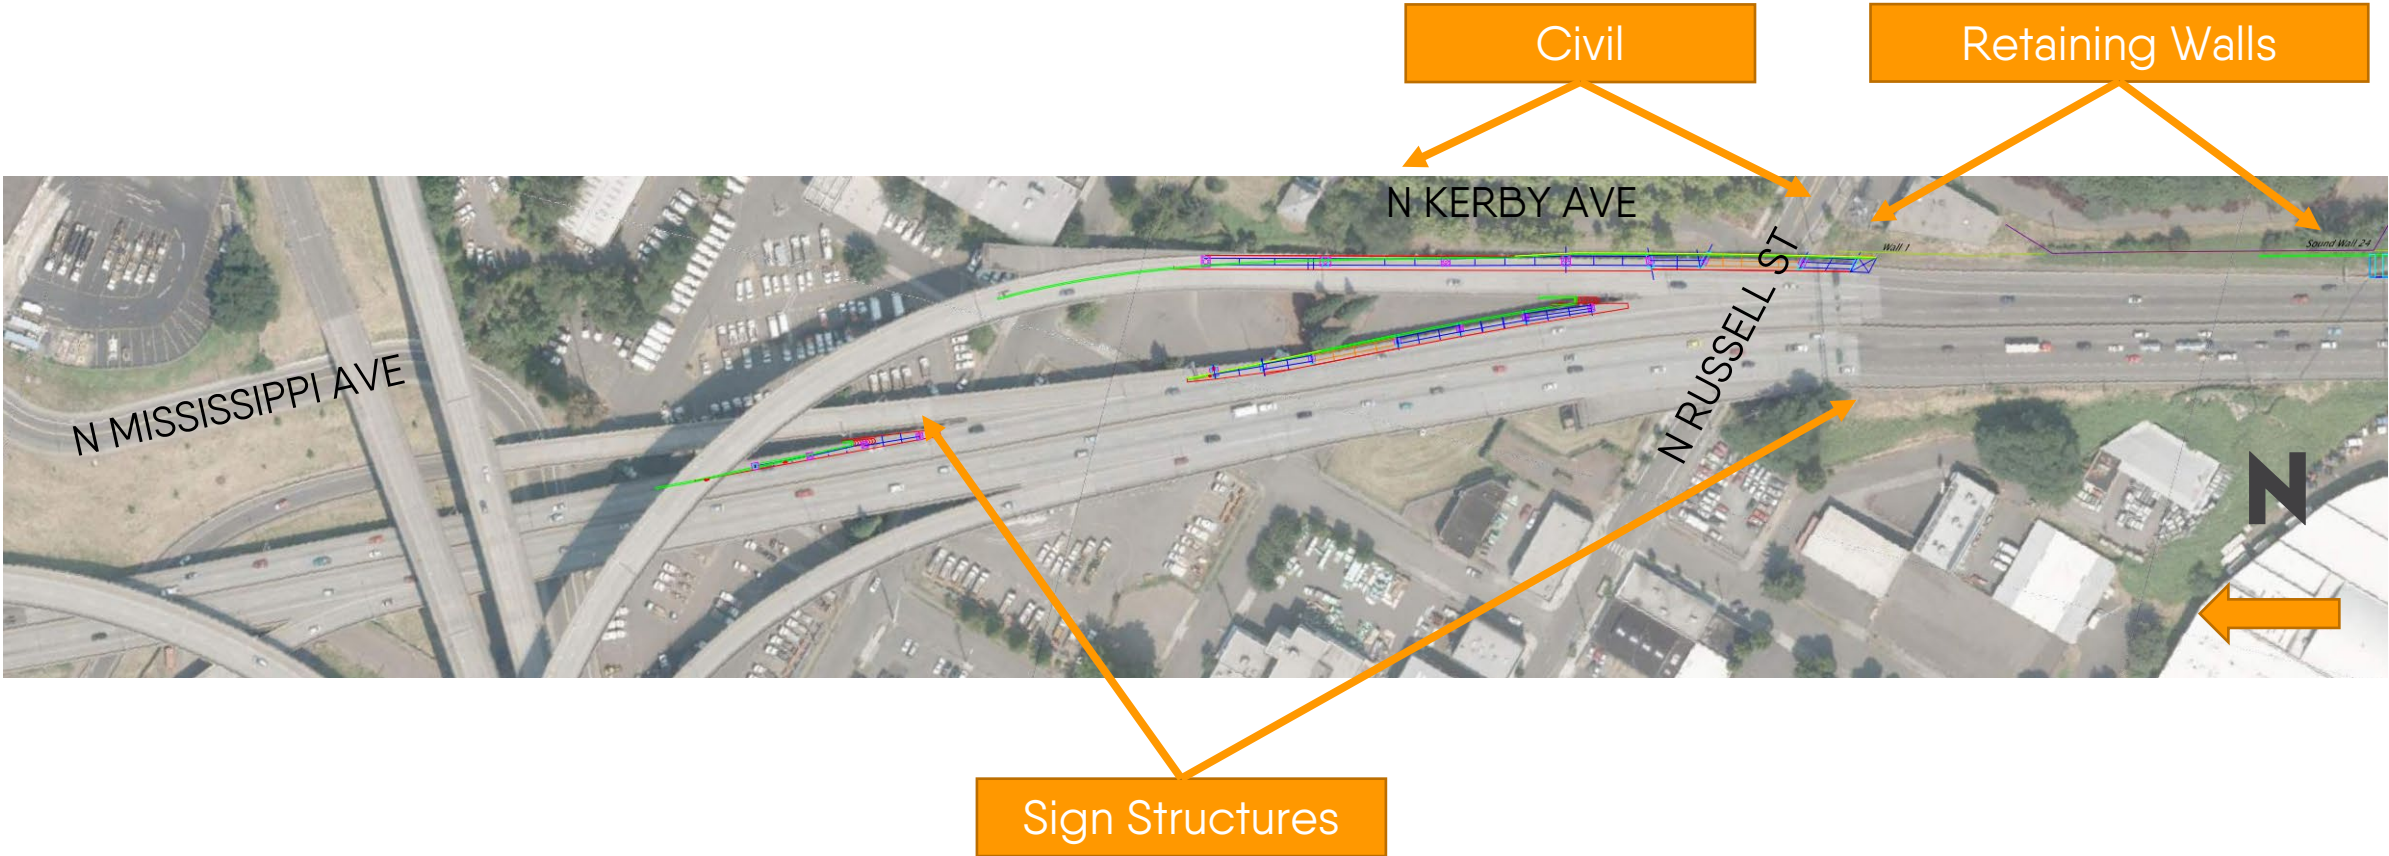 Civil
Retaining Walls
N KERBY AVE
N RUSSELL ST
Wall 1
Sound Wall 24
N MISSISSIPPI AVE
N
Sign Structures